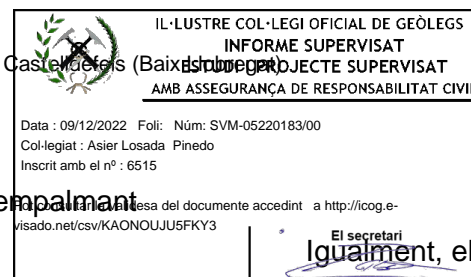 IL·LUSTRE COL·LEGI OFICIAL DE GEÒLEGS
INFORME SUPERVISAT
Castelldefels (Baix Llobregat).
ESTUDI O PROJECTE SUPERVISAT
AMB ASSEGURANÇA DE RESPONSABILITAT CIVIL
Data : 09/12/2022 Foli: Núm: SVM-05220183/00
Col·legiat : Asier Losada Pinedo
Inscrit amb el nº : 6515
empalmant
Pot consultar la validesa del document accedint a http://icog.e-
visado.net/csv/KAONOUJU5FKY3
El secretari
Igualment, el